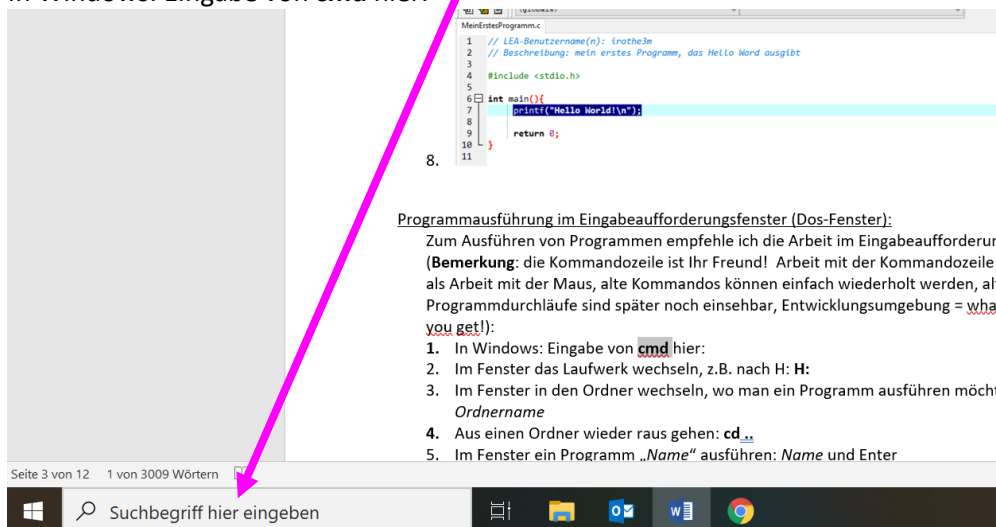 MeinErstesProgramm.c
1 // LEA-Benutzername(n): irothe3m
2 // Beschreibung: mein erstes Programm, das Hello Word ausgibt
3
4 #include <stdio.h>
5
6 int main(){
7 printf("Hello World!\n");
8
9 return 0;
10 }
11
8.
Programmausführung im Eingabeaufforderungsfenster (Dos-Fenster):
Zum Ausführen von Programmen empfehle ich die Arbeit im Eingabeaufforderun
(Bemerkung: die Kommandozeile ist Ihr Freund! Arbeit mit der Kommandozeile
als Arbeit mit der Maus, alte Kommandos können einfach wiederholt werden, al
Programmdurchläufe sind später noch einsehbar, Entwicklungsumgebung = wha
you get!):
1. In Windows: Eingabe von cmd hier:
2. Im Fenster das Laufwerk wechseln, z.B. nach H: H:
3. Im Fenster in den Ordner wechseln, wo man ein Programm ausführen möcht
Ordnername
4. Aus einen Ordner wieder raus gehen: cd ..
5. Im Fenster ein Programm „Name“ ausführen: Name und Enter
Seite 3 von 12 1 von 3009 Wörtern
Suchbegriff hier eingeben